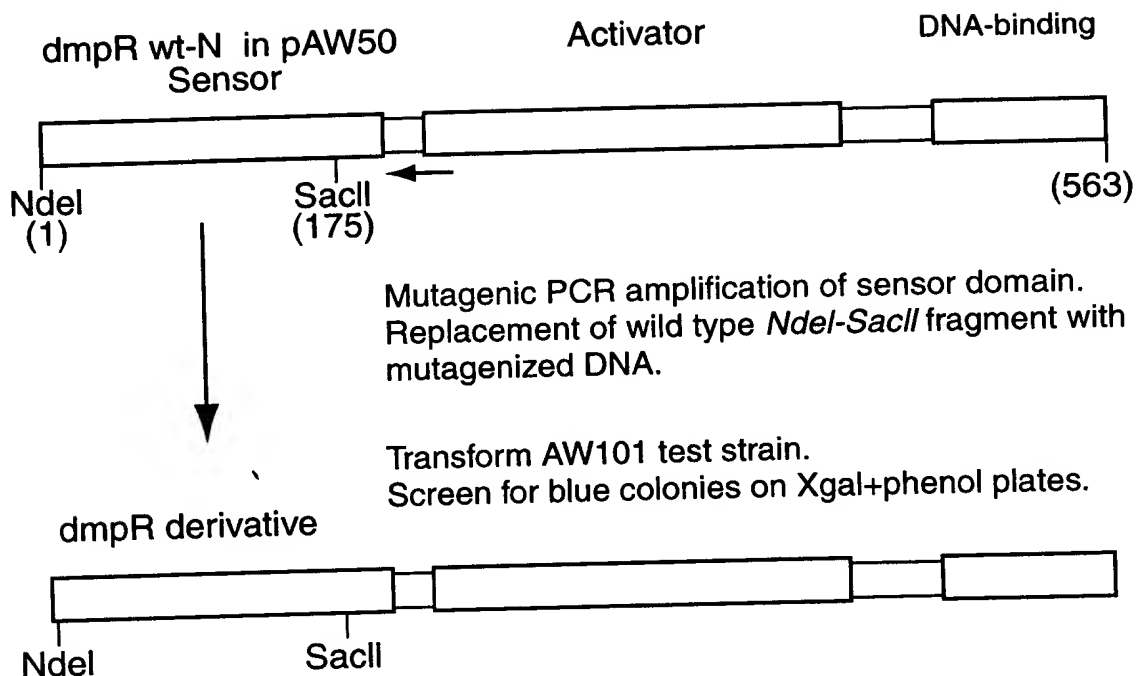 dmpR wt-N in pAW50
Sensor
Activator
DNA-binding
NdeI
(1)
SacII
(175)
(563)
Mutagenic PCR amplification of sensor domain.
Replacement of wild type NdeI-SacII fragment with
mutagenized DNA.
Transform AW101 test strain.
Screen for blue colonies on Xgal+phenol plates.
dmpR derivative
NdeI
SacII